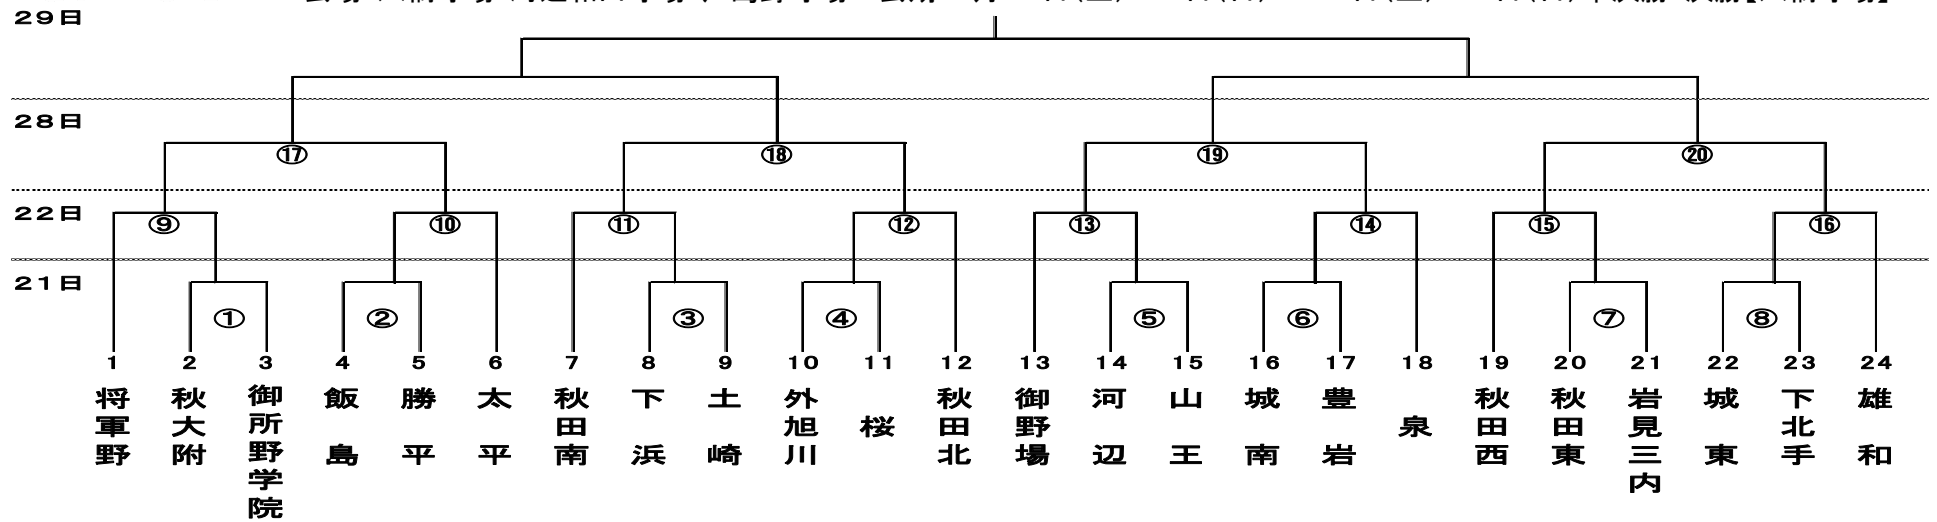 29日
28日
⑰ ⑱ ⑲ ⑳
22日
⑨ ⑩ ⑪ ⑫ ⑬ ⑭ ⑮ ⑯
21日
① ② ③ ④ ⑤ ⑥ ⑦ ⑧
1 2 3 4 5 6 7 8 9 10 11 12 13 14 15 16 17 18 19 20 21 22 23 24
将軍野
秋大附
御所野学院
飯島
勝平
太平
秋田南
下浜
土崎
外旭川
桜
秋田北
御野場
河辺
山王
城南
豊岩
泉
秋田西
秋田東
岩見三内
城東
下北手
雄和